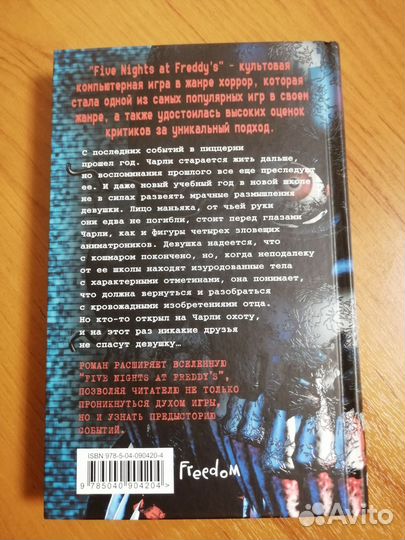 "Five Nights at Freddy's" - культовая
компьютерная игра в жанре хоррор, которая
стала одной из самых популярных игр в своем
жанре, а также удостоилась высоких оценок
критиков за уникальный подход.
С последних событий в пиццерии
прошел год. Чарли старается жить дальше,
но воспоминания прошлого все еще преследуют
ее. И даже новый учебный год в новой школе
не в силах развеять мрачные размышления
девушки. Лицо маньяка, от чьей руки
они едва не погибли, стоит перед глазами
Чарли, как и фигуры четырех зловещих
аниматроников. Девушка надеется, что
с кошмаром покончено, но, когда неподалеку
от ее школы находят изуродованные тела
с характерными отметинами, она понимает,
что должна вернуться и разобраться
с кровожадными изобретениями отца.
Но кто-то открыл на Чарли охоту,
и на этот раз никакие друзья
не спасут девушку…
РОМАН РАСШИРЯЕТ ВСЕЛЕННУЮ
"FIVE NIGHTS AT FREDDY'S",
ПОЗВОЛЯЯ ЧИТАТЕЛЮ НЕ ТОЛЬКО
ПРОНИКНУТЬСЯ ДУХОМ ИГРЫ,
НО И УЗНАТЬ ПРЕДЫСТОРИЮ
СОБЫТИЙ.
ISBN 978-5-04-090420-4
9785040904204>
freedom
Avito